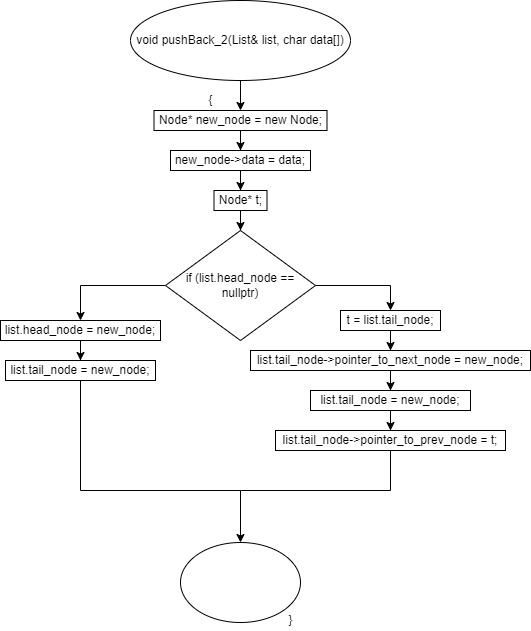 void pushBack_2(List& list, char data[])
{
Node* new_node = new Node;
new_node->data = data;
Node* t;
if (list.head_node ==
nullptr)
list.head_node = new_node;
list.tail_node = new_node;
t = list.tail_node;
list.tail_node->pointer_to_next_node = new_node;
list.tail_node = new_node;
list.tail_node->pointer_to_prev_node = t;
}